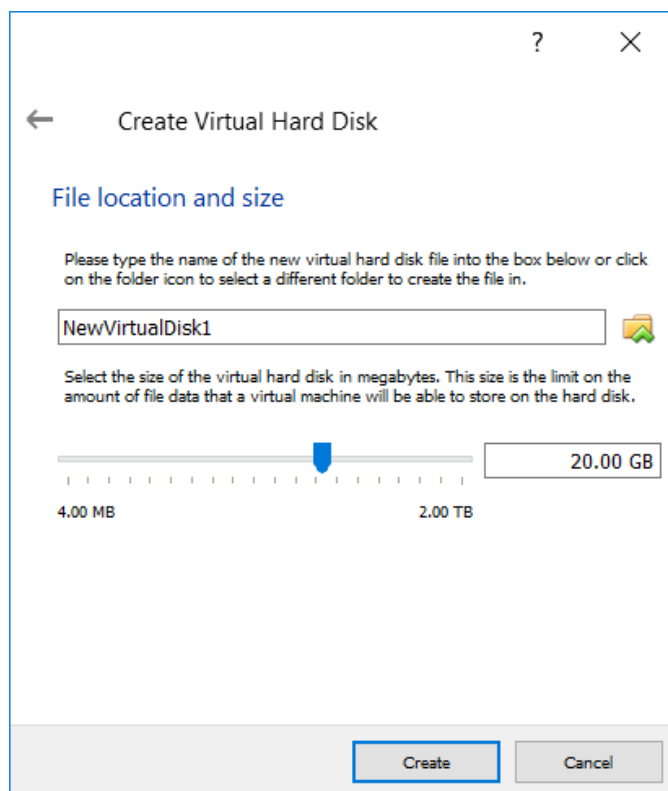 ?
Create Virtual Hard Disk
File location and size
Please type the name of the new virtual hard disk file into the box below or click
on the folder icon to select a different folder to create the file in.
NewVirtualDisk1
Select the size of the virtual hard disk in megabytes. This size is the limit on the
amount of file data that a virtual machine will be able to store on the hard disk.
20.00 GB
4.00 MB 2.00 TB
Create Cancel